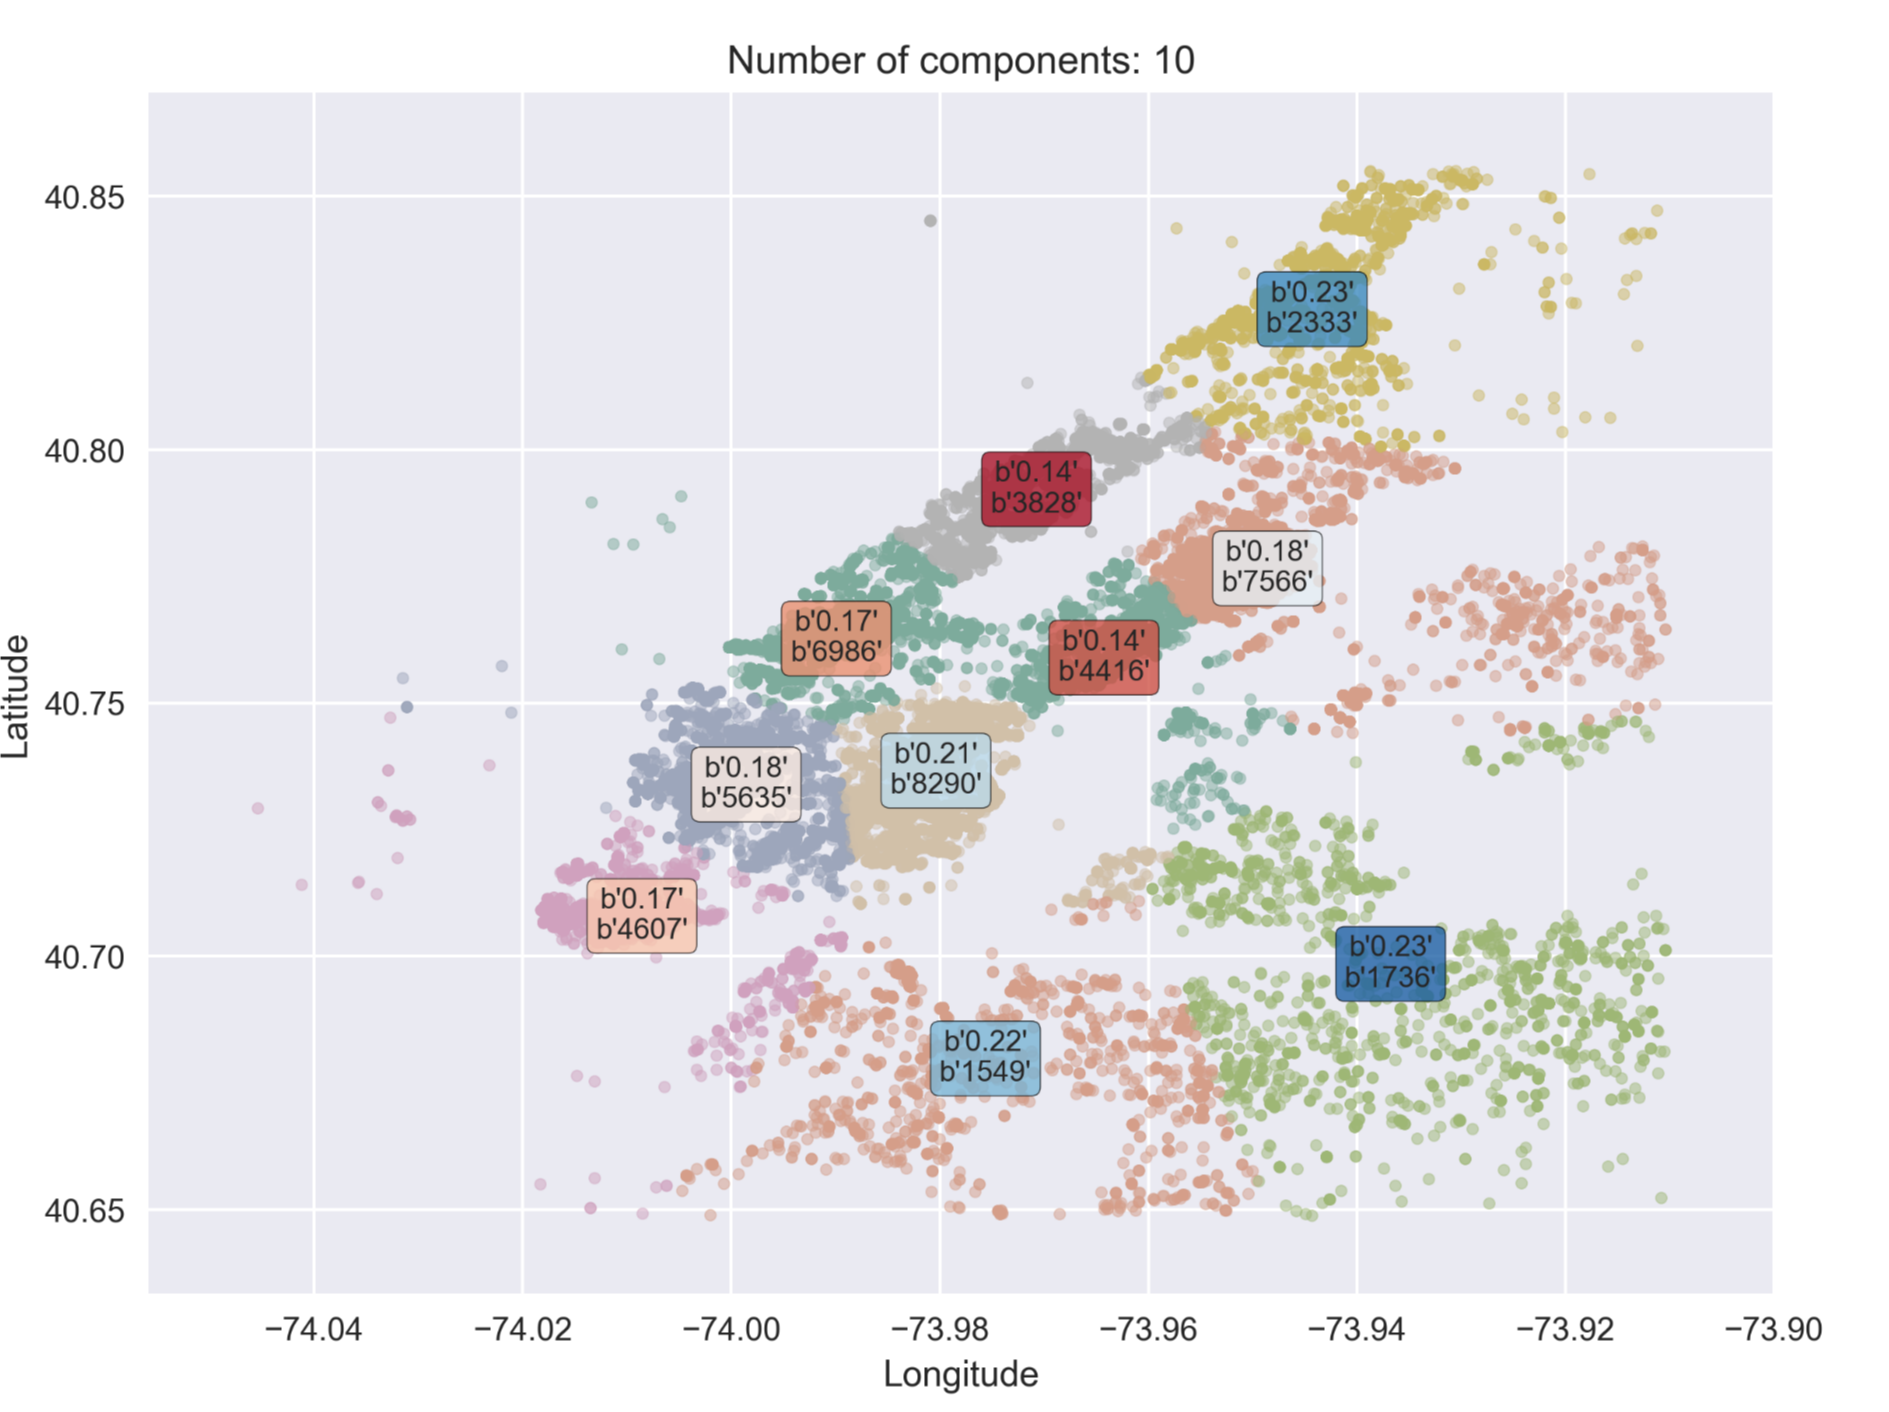 Number of components: 10
40.85
40.80
40.75
40.70
40.65
Latitude
b'0.23'
b'2333'
b'0.14'
b'3828'
b'0.18'
b'7566'
b'0.17'
b'6986'
b'0.14'
b'4416'
b'0.18'
b'5635'
b'0.21'
b'8290'
b'0.17'
b'4607'
b'0.23'
b'1736'
b'0.22'
b'1549'
−74.04
−74.02
−74.00
−73.98
−73.96
−73.94
−73.92
−73.90
Longitude